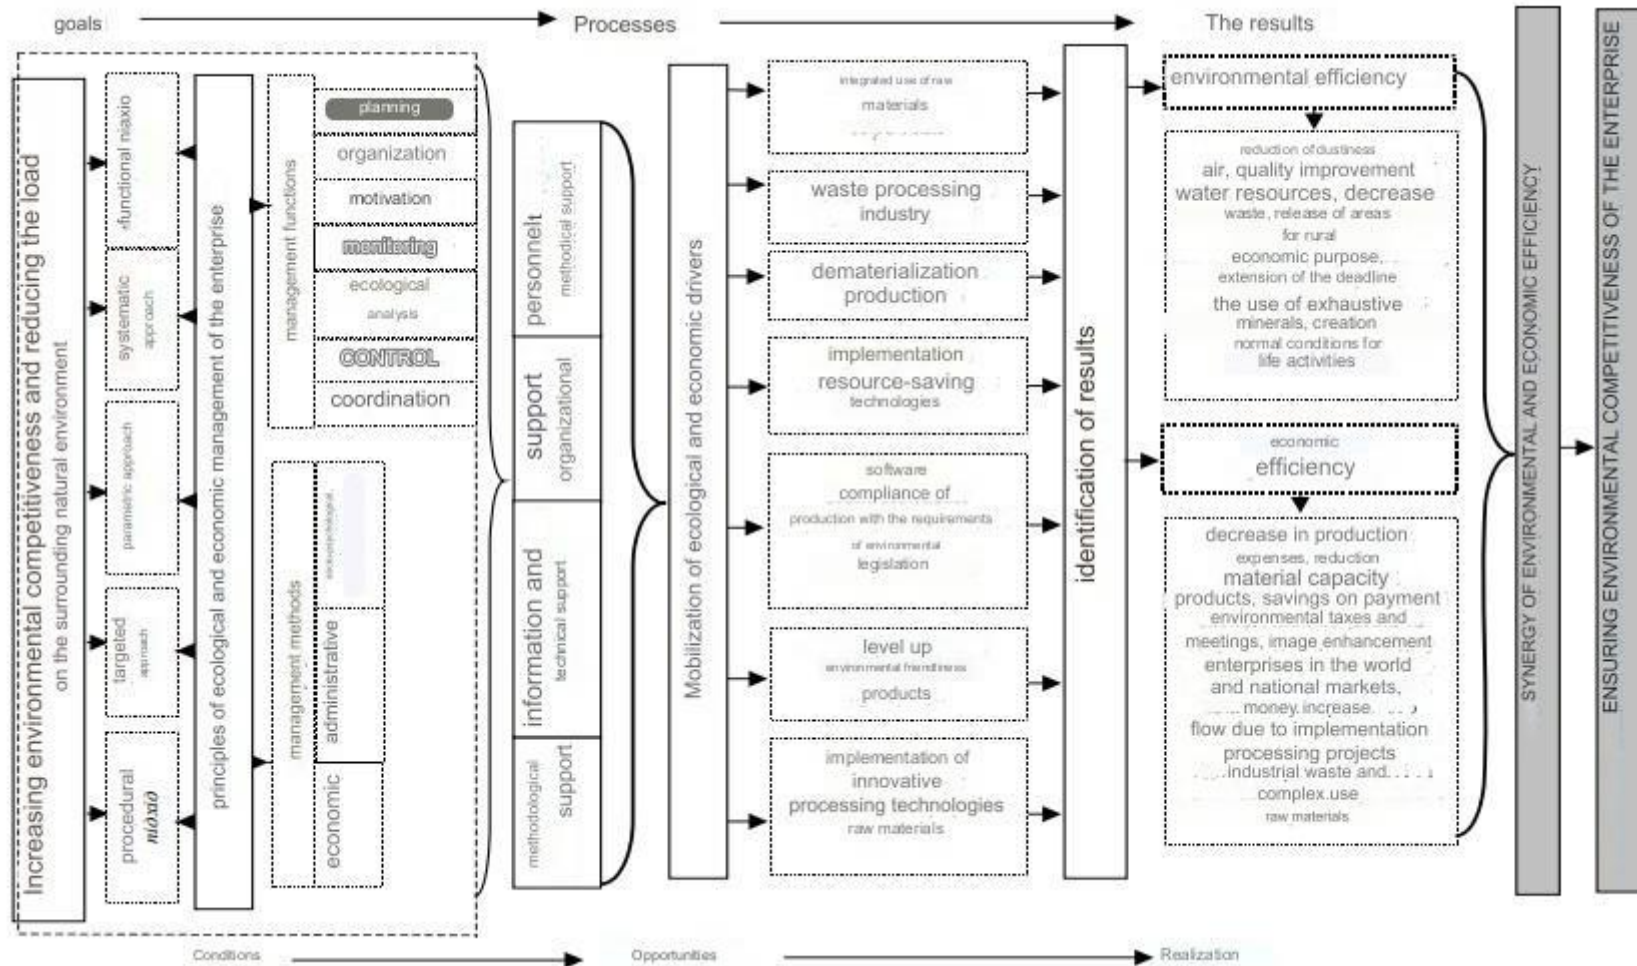 goals
Processes
The results
Increasing environmental competitiveness and reducing the load
on the surrounding natural environment
functional підхід
systematic
approach
parametric approach
targeted
approach
procedural
підхід
principles of ecological and economic management of the enterprise
management functions
planning
organization
motivation
monitoring
ecological
analysis
CONTROL
coordination
management methods
socio-psychological,
administrative
economic
personnelt
methodical support
support
organizational
information and
technical support
methodological
support
Mobilization of ecological and economic drivers
integrated use of raw
materials
waste processing
industry
dematerialization
production
implementation
resource-saving
technologies
software
compliance of
production with the requirements
of environmental
legislation
level up
environmental friendliness
products
implementation of
innovative
processing technologies
raw materials
identification of results
environmental efficiency
reduction of dustiness
air, quality improvement
water resources, decrease
waste, release of areas
for rural
economic purpose,
extension of the deadline
the use of exhaustive
minerals, creation
normal conditions for
life activities
economic
efficiency
decrease in production
expenses, reduction
material capacity
products, savings on payment
environmental taxes and
meetings, image enhancement
enterprises in the world
and national markets,
money increase
flow due to implementation
processing projects
industrial waste and
complex use
raw materials
SYNERGY OF ENVIRONMENTAL AND ECONOMIC EFFICIENCY
ENSURING ENVIRONMENTAL COMPETITIVENESS OF THE ENTERPRISE
Conditions
Opportunities
Realization